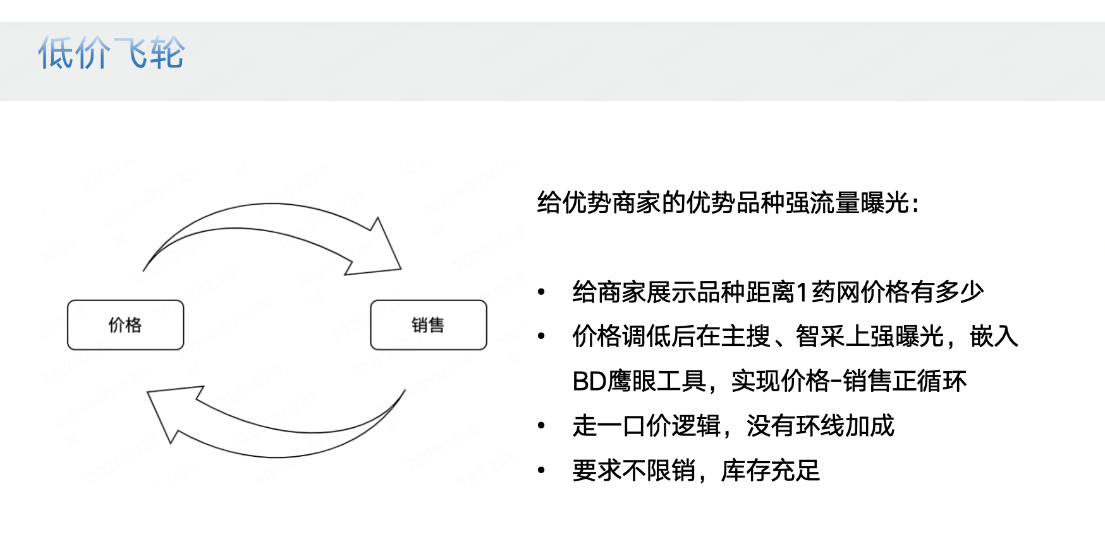 低价飞轮
给优势商家的优势品种强流量曝光：
价格
销售
• 给商家展示品种距离1药网价格有多少
• 价格调低后在主搜、智采上强曝光，嵌入
BD鹰眼工具，实现价格-销售正循环
• 走一口价逻辑，没有环线加成
• 要求不限销，库存充足